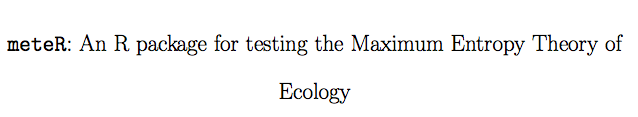 meteR: An R package for testing the Maximum Entropy Theory of
Ecology